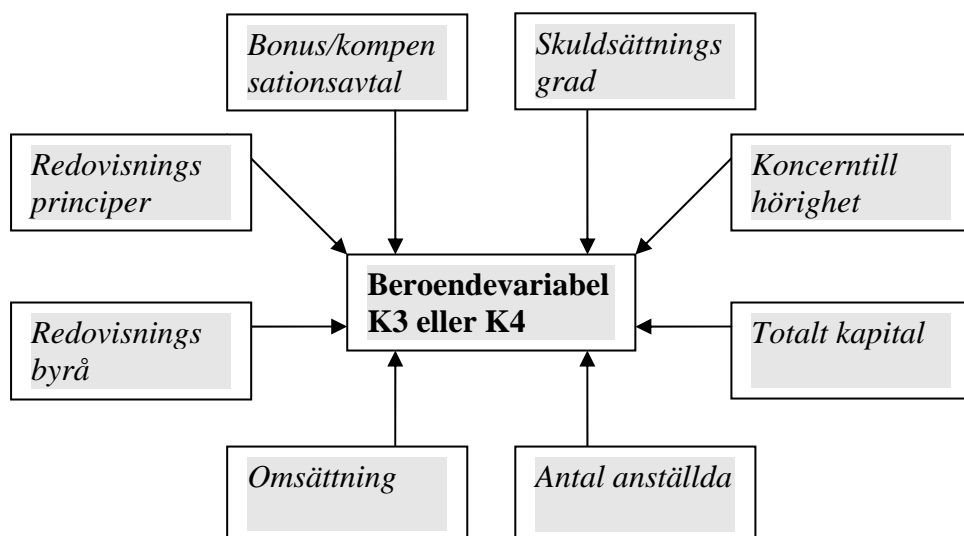 Bonus/kompen
sationsavtal
Skuldsättnings
grad
Redovisnings
principer
Koncerntill
hörighet
Beroendevariabel
K3 eller K4
Redovisnings
byrå
Totalt kapital
Omsättning
Antal anställda